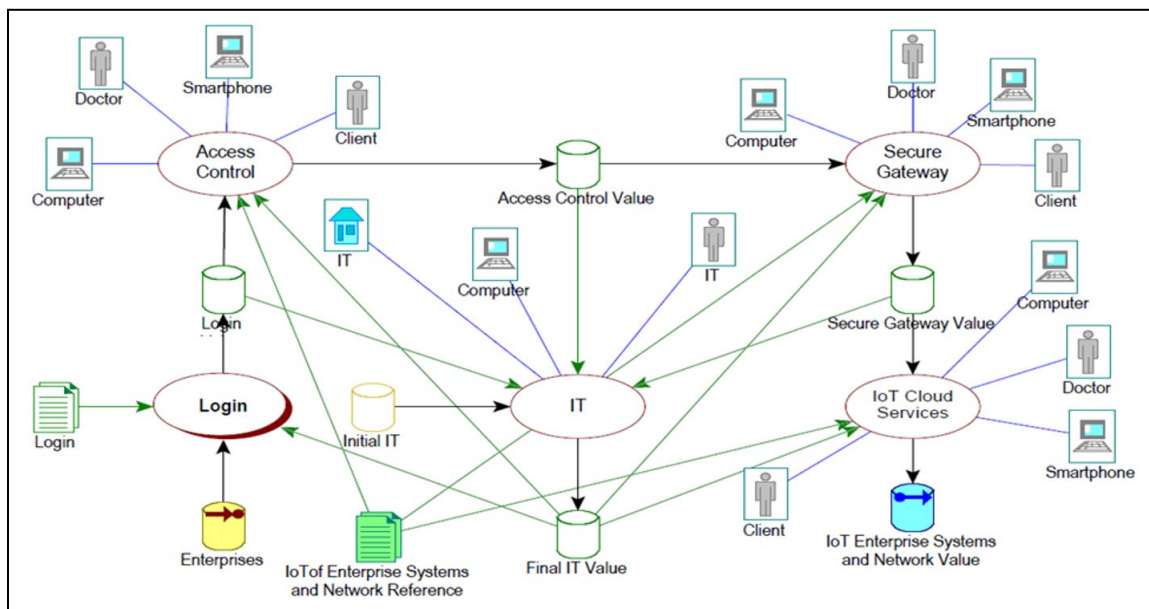 Doctor
Smartphone
Client
Computer
Access
Control
Access Control Value
Computer
Doctor
Smartphone
Client
Secure
Gateway
IT
Computer
IT
Login
Secure Gateway Value
Computer
Doctor
Smartphone
Client
IoT Cloud
Services
Login
Login
Initial IT
IT
Enterprises
IoTof Enterprise Systems
and Network Reference
Final IT Value
IoT Enterprise Systems
and Network Value